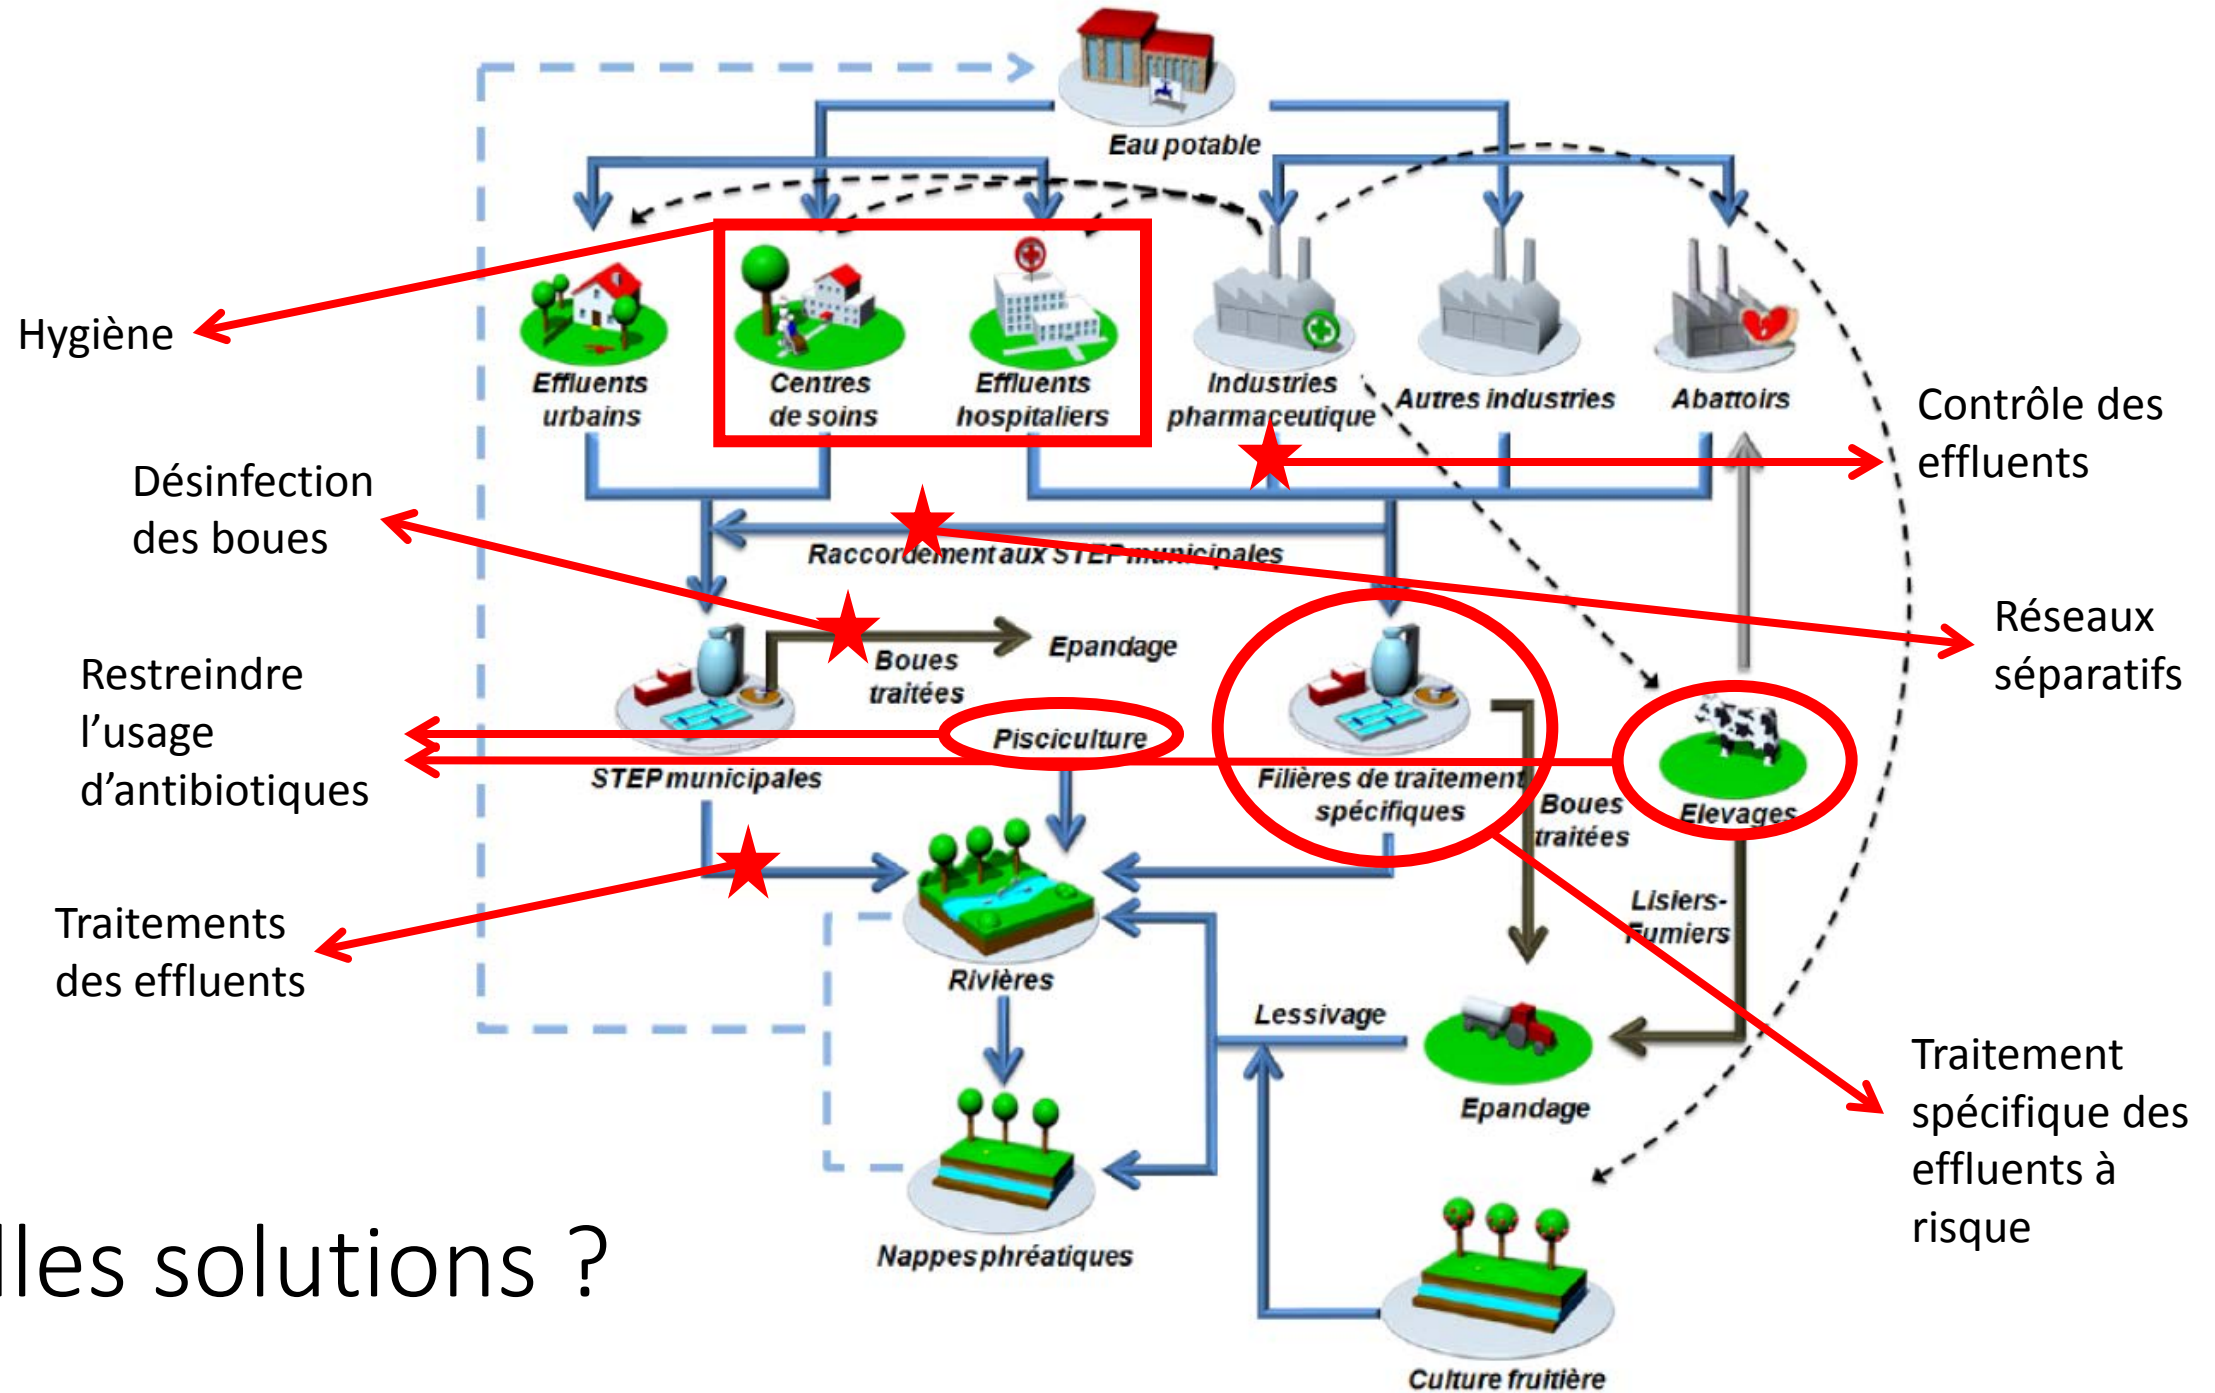 Eau potable
Hygiène
Effluents
urbains
Centres
de soins
Effluents
hospitaliers
Industries
pharmaceutique
Autres industries
Abattoirs
Contrôle des
effluents
Désinfection
des boues
Raccordement aux STEP municipales
Réseaux
séparatifs
Boues
traitées
Epandage
Restreindre
l’usage
d’antibiotiques
Pisciculture
STEP municipales
Filières de traitement
spécifiques
Boues
traitées
Elevages
Traitements
des effluents
Lisiers-
Fumiers
Rivières
Lessivage
Epandage
Traitement
spécifique des
effluents à
risque
Nappes phréatiques
lles solutions ?
Culture fruitière